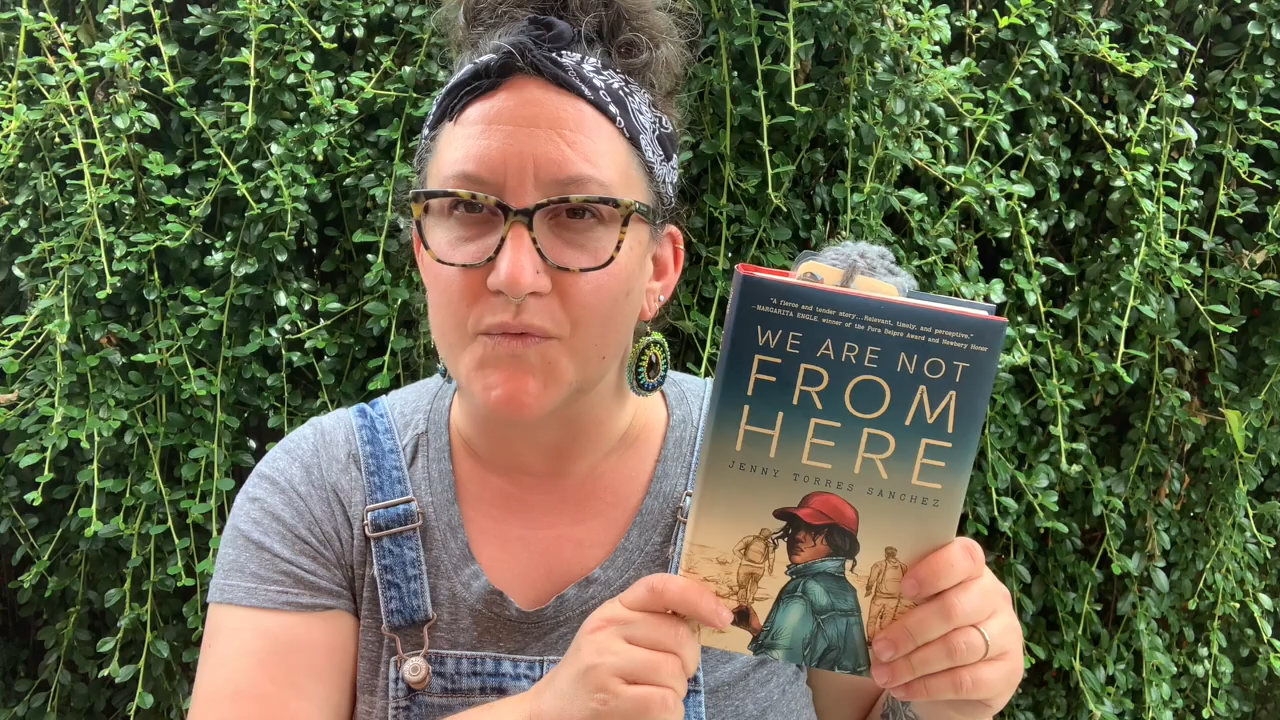 "A fierce and tender story...Relevant, timely, and perceptive."
—MARGARITA ENGLE, winner of the Pura Belpré Award and Newbery Honor
WE ARE NOT
FROM
HERE
JENNY TORRES SANCHEZ